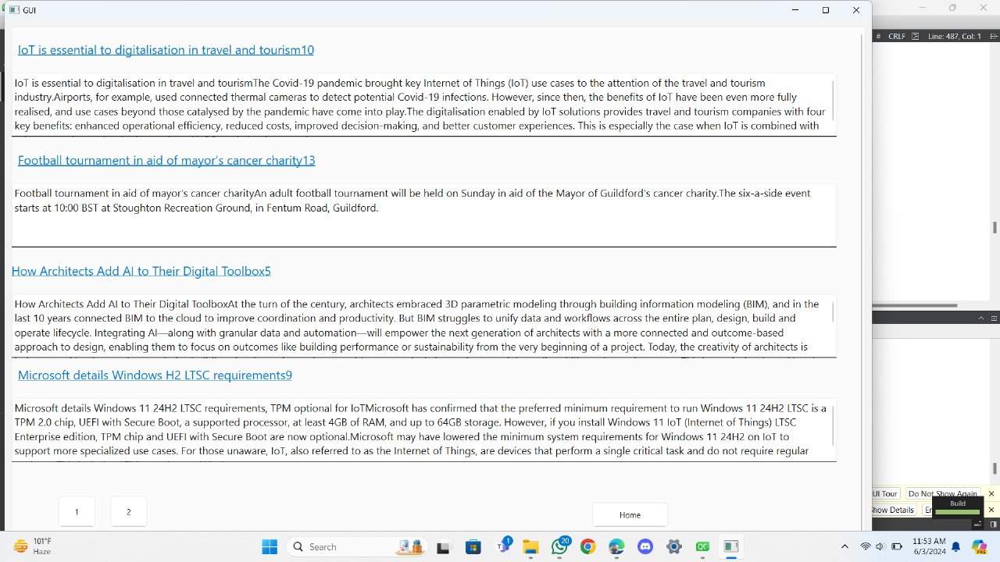 GUI
# CRLF Line: 487, Col: 1
IoT is essential to digitalisation in travel and tourism10
IoT is essential to digitalisation in travel and tourismThe Covid-19 pandemic brought key Internet of Things (IoT) use cases to the attention of the travel and tourism
industry.Airports, for example, used connected thermal cameras to detect potential Covid-19 infections. However, since then, the benefits of IoT have been even more fully
realised, and use cases beyond those catalysed by the pandemic have come into play.The digitalisation enabled by IoT solutions provides travel and tourism companies with four
key benefits: enhanced operational efficiency, reduced costs, improved decision-making, and better customer experiences. This is especially the case when IoT is combined with
Football tournament in aid of mayor's cancer charity13
Football tournament in aid of mayor's cancer charityAn adult football tournament will be held on Sunday in aid of the Mayor of Guildford's cancer charity.The six-a-side event
starts at 10:00 BST at Stoughton Recreation Ground, in Fentum Road, Guildford.
How Architects Add AI to Their Digital Toolbox5
How Architects Add AI to Their Digital ToolboxAt the turn of the century, architects embraced 3D parametric modeling through building information modeling (BIM), and in the
last 10 years connected BIM to the cloud to improve coordination and productivity. But BIM struggles to unify data and workflows across the entire plan, design, build and
operate lifecycle. Integrating AI—along with granular data and automation—will empower the next generation of architects with a more connected and outcome-based
approach to design, enabling them to focus on outcomes like building performance or sustainability from the very beginning of a project. Today, the creativity of architects is
Microsoft details Windows H2 LTSC requirements9
Microsoft details Windows 11 24H2 LTSC requirements, TPM optional for IoTMicrosoft has confirmed that the preferred minimum requirement to run Windows 11 24H2 LTSC is a
TPM 2.0 chip, UEFI with Secure Boot, a supported processor, at least 4GB of RAM, and up to 64GB storage. However, if you install Windows 11 IoT (Internet of Things) LTSC
Enterprise edition, TPM chip and UEFI with Secure Boot are now optional.Microsoft may have lowered the minimum system requirements for Windows 11 24H2 on IoT to
support more specialized use cases. For those unaware, IoT, also referred to as the Internet of Things, are devices that perform a single critical task and do not require regular
1 2 Home
UI Tour Do Not Show Again
Show Details
Build
101°F
Haze
Search
1
20
QC
11:53 AM
6/3/2024
PRE